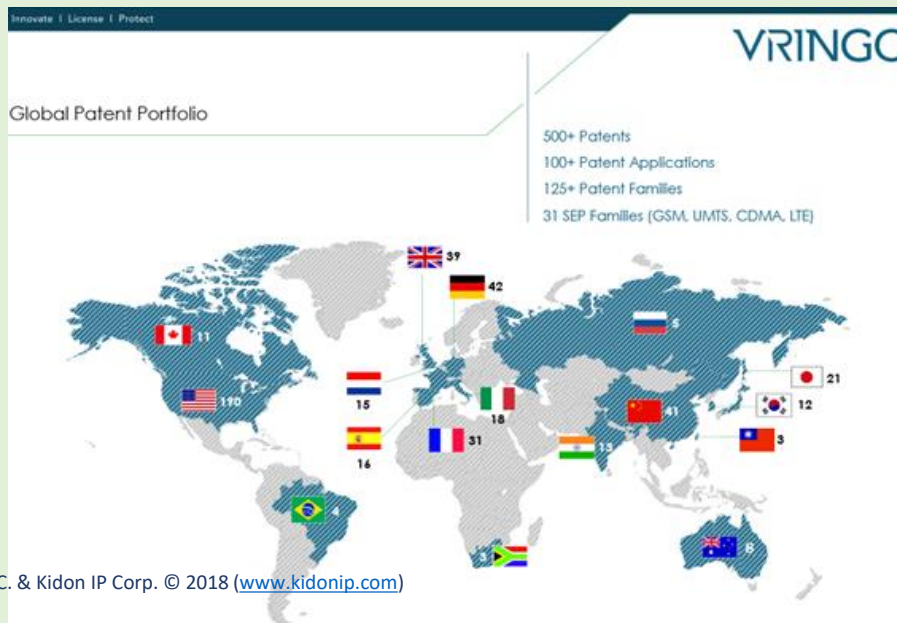 Innovate | License | Protect
VRINGO
Global Patent Portfolio
500+ Patents
100+ Patent Applications
125+ Patent Families
31 SEP Families (GSM, UMTS, CDMA, LTE)
39
42
11
5
190
15
18
21
12
41
3
16
31
13
4
3
8
C. & Kidon IP Corp. © 2018 (www.kidonip.com)